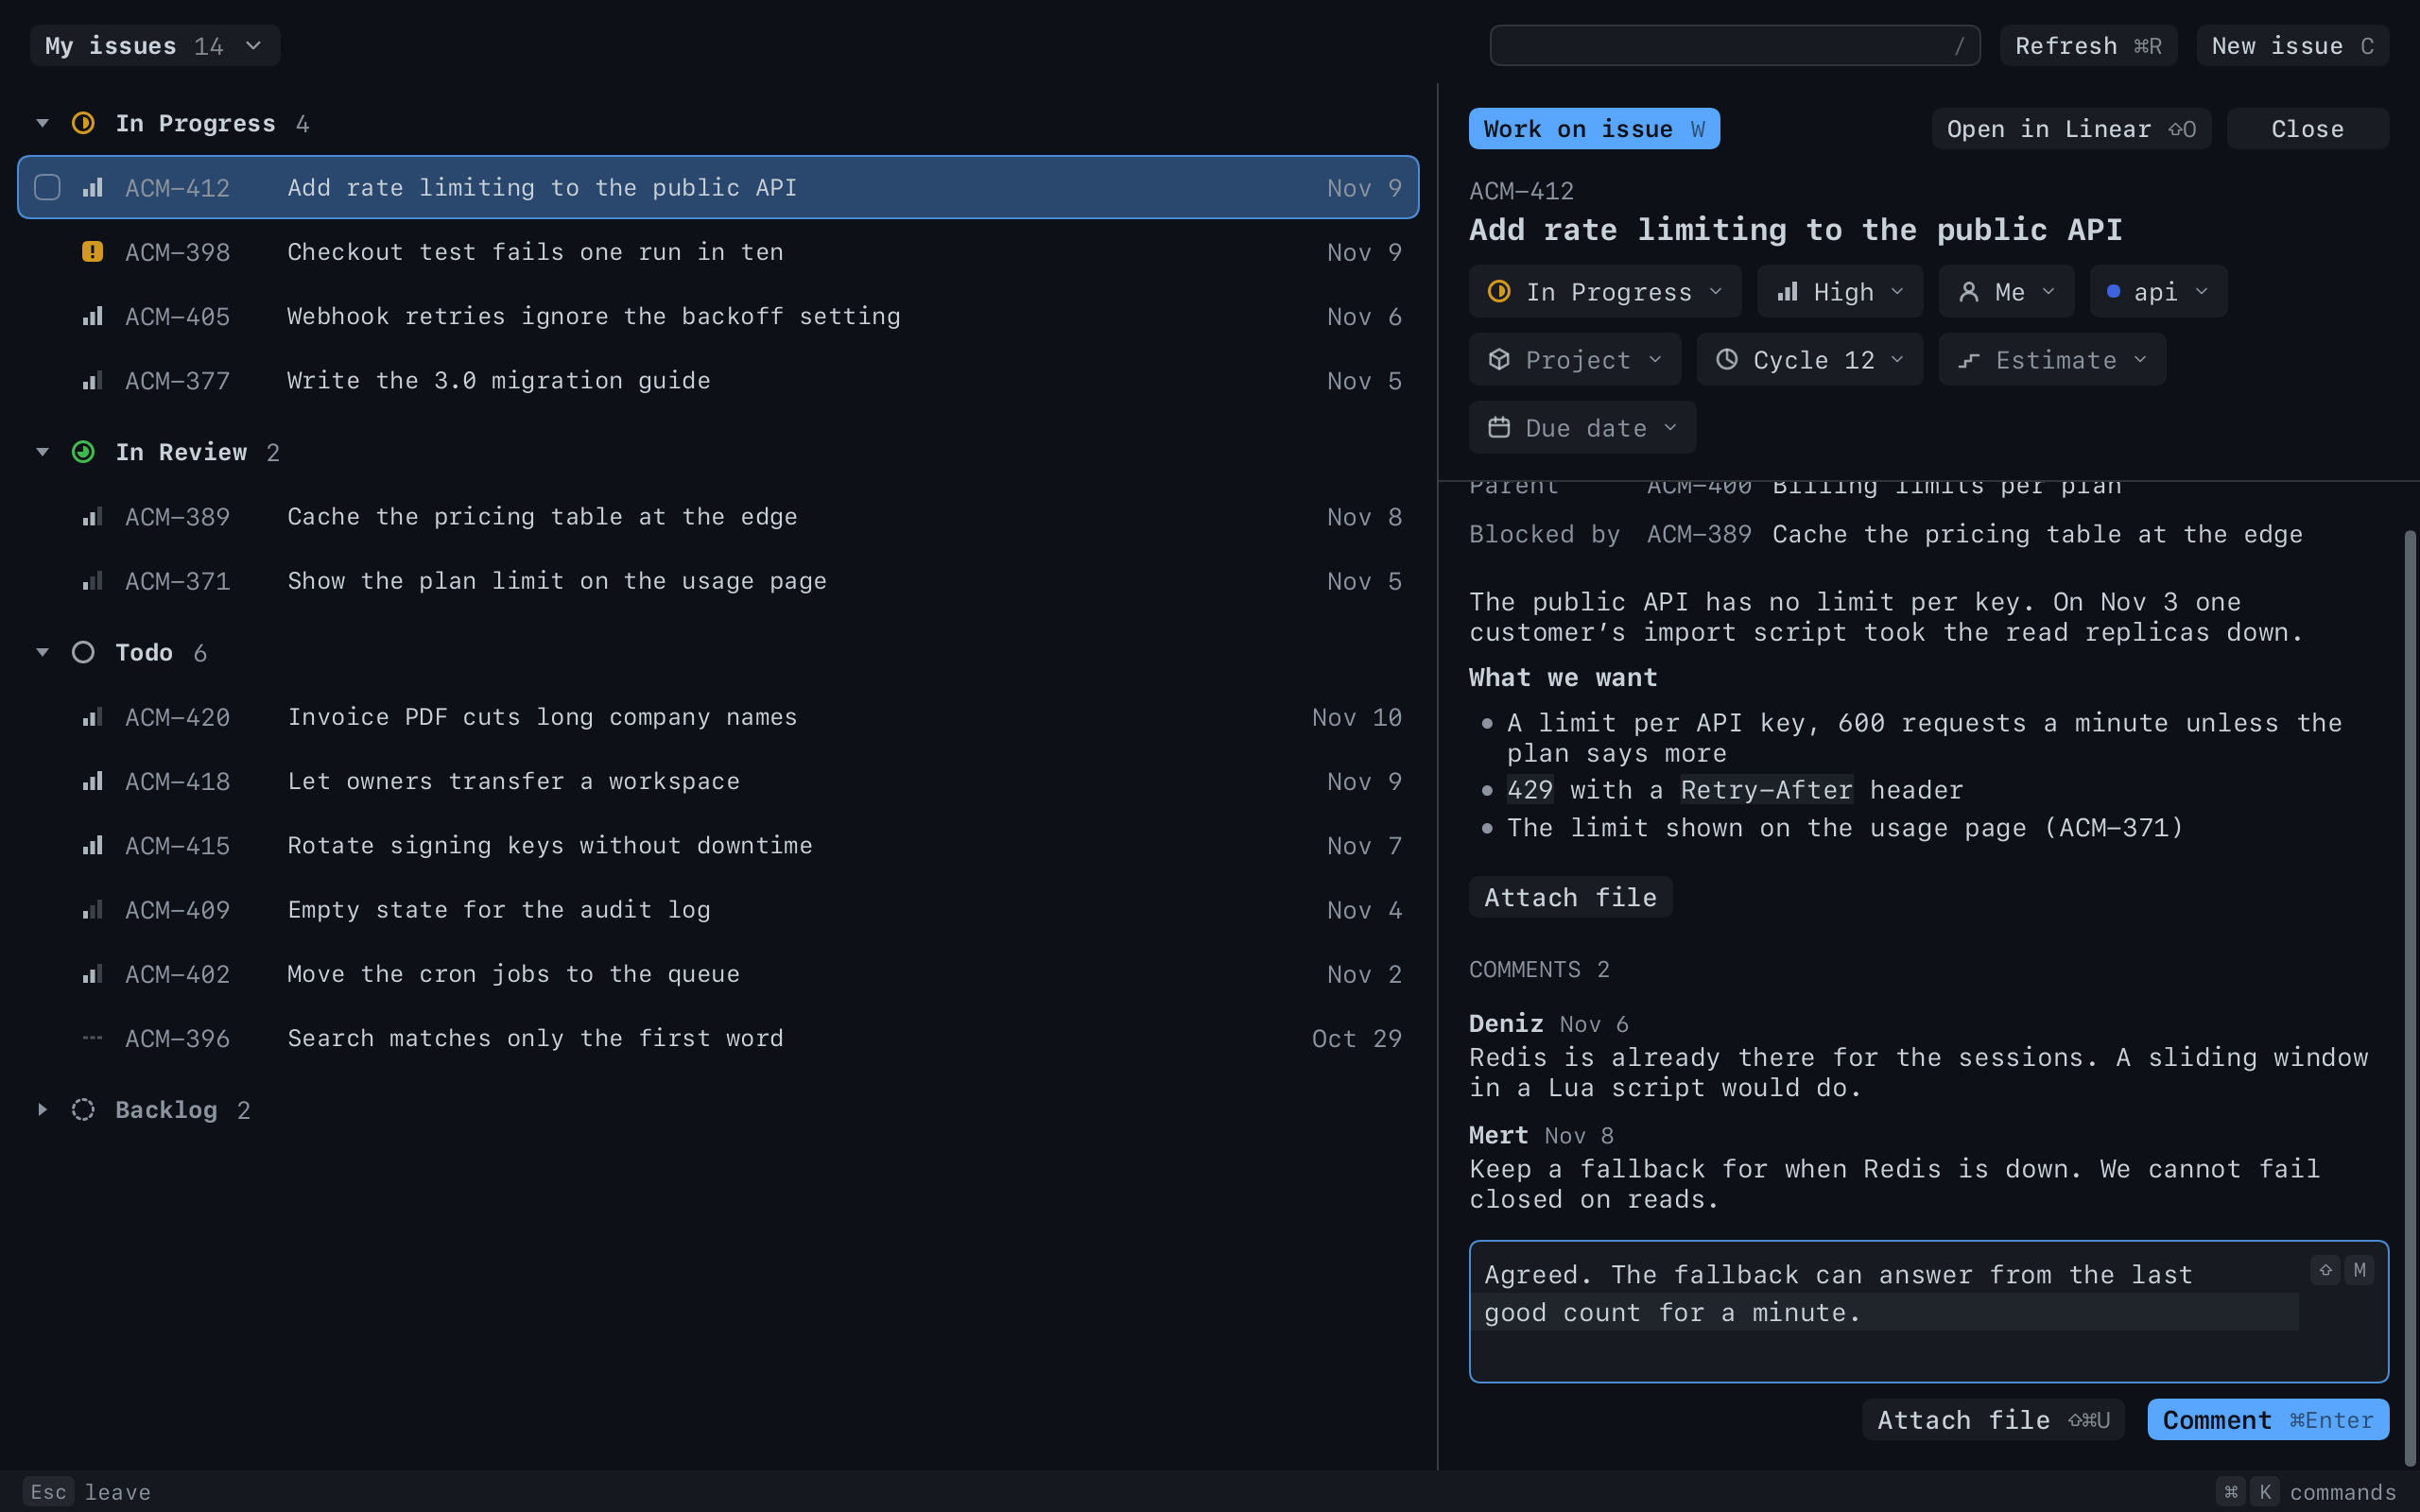 My issues 14
/
Refresh ⌘R
New issue C
In Progress 4
ACM-412 Add rate limiting to the public API Nov 9
ACM-398 Checkout test fails one run in ten Nov 9
ACM-405 Webhook retries ignore the backoff setting Nov 6
ACM-377 Write the 3.0 migration guide Nov 5
In Review 2
ACM-389 Cache the pricing table at the edge Nov 8
ACM-371 Show the plan limit on the usage page Nov 5
Todo 6
ACM-420 Invoice PDF cuts long company names Nov 10
ACM-418 Let owners transfer a workspace Nov 9
ACM-415 Rotate signing keys without downtime Nov 7
ACM-409 Empty state for the audit log Nov 4
ACM-402 Move the cron jobs to the queue Nov 2
ACM-396 Search matches only the first word Oct 29
Backlog 2
Work on issue W
Open in Linear ⇧O
Close
ACM-412
Add rate limiting to the public API
In Progress High Me api
Project Cycle 12 Estimate
Due date
Parent ACM-400 Billing limits per plan
Blocked by ACM-389 Cache the pricing table at the edge
The public API has no limit per key. On Nov 3 one
customer’s import script took the read replicas down.
What we want
• A limit per API key, 600 requests a minute unless the
plan says more
• 429 with a Retry-After header
• The limit shown on the usage page (ACM-371)
Attach file
COMMENTS 2
Deniz Nov 6
Redis is already there for the sessions. A sliding window
in a Lua script would do.
Mert Nov 8
Keep a fallback for when Redis is down. We cannot fail
closed on reads.
Agreed. The fallback can answer from the last ⇧ M
good count for a minute.
Attach file ⇧⌘U
Comment ⌘Enter
Esc leave
⌘ K commands